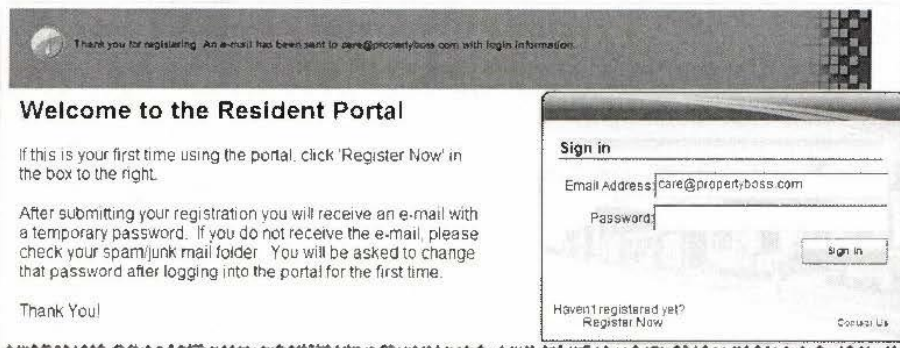 Thank you for registering. An e-mail has been sent to care@propertyboss.com with login information.
Welcome to the Resident Portal
If this is your first time using the portal, click 'Register Now' in
the box to the right.
After submitting your registration you will receive an e-mail with
a temporary password. If you do not receive the e-mail, please
check your spam/junk mail folder. You will be asked to change
that password after logging into the portal for the first time.
Thank You!
Sign in
Email Address: care@propertyboss.com
Password:
Sign In
Haven't registered yet?
Register Now
Contact Us